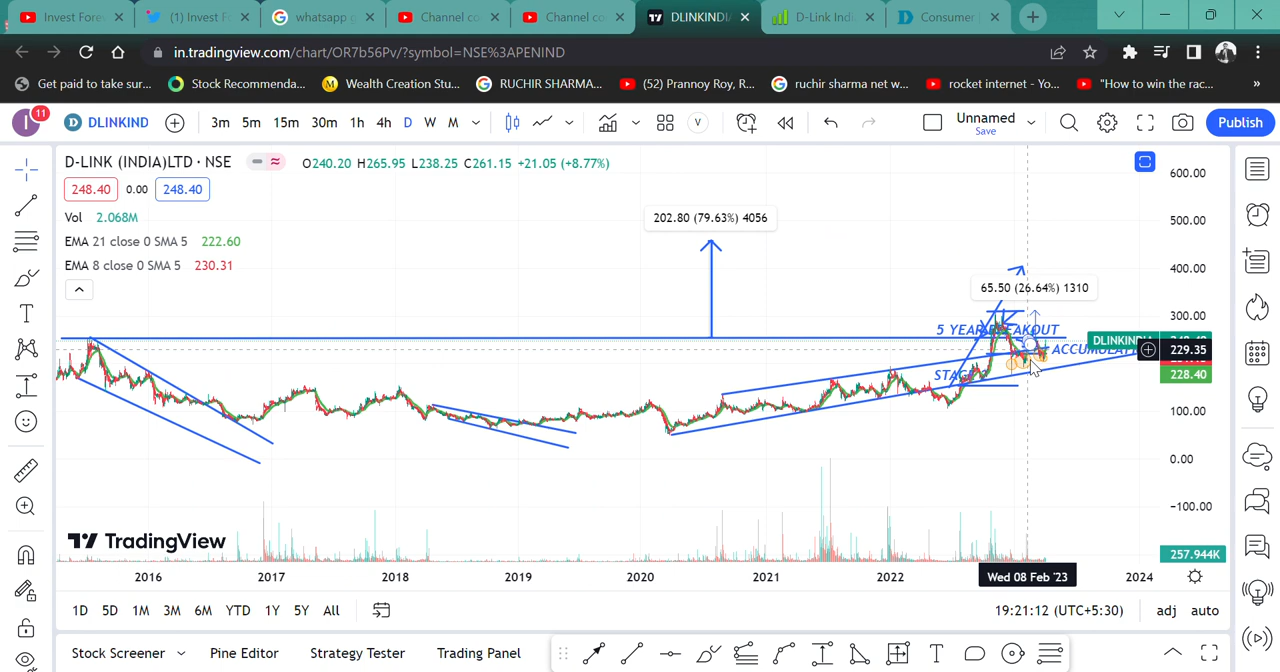 Invest Fore
(1) Invest F
whatsapp g
Channel co
Channel co
DLINKINDI
D-Link Indi
Consumer
in.tradingview.com/chart/OR7b56Pv/?symbol=NSE%3APENIND
Get paid to take sur...
Stock Recommenda...
Wealth Creation Stu...
RUCHIR SHARMA...
(52) Prannoy Roy, R...
ruchir sharma net w...
rocket internet - Yo...
"How to win the rac...
»
I
11
D
DLINKIND
3m 5m 15m 30m 1h 4h D W M
V
Unnamed
Save
Publish
D-LINK (INDIA)LTD · NSE
O240.20 H265.95 L238.25 C261.15 +21.05 (+8.77%)
248.40 0.00 248.40
Vol 2.068M
EMA 21 close 0 SMA 5 222.60
EMA 8 close 0 SMA 5 230.31
202.80 (79.63%) 4056
65.50 (26.64%) 1310
5 YEAR BREAKOUT
STAGE
DLINKINDI
229.35
228.40
600.00
500.00
400.00
300.00
100.00
0.00
-100.00
257.944K
TradingView
2016 2017 2018 2019 2020 2021 2022 Wed 08 Feb '23 2024
1D 5D 1M 3M 6M YTD 1Y 5Y All
19:21:12 (UTC+5:30)
adj auto
Stock Screener
Pine Editor
Strategy Tester
Trading Panel